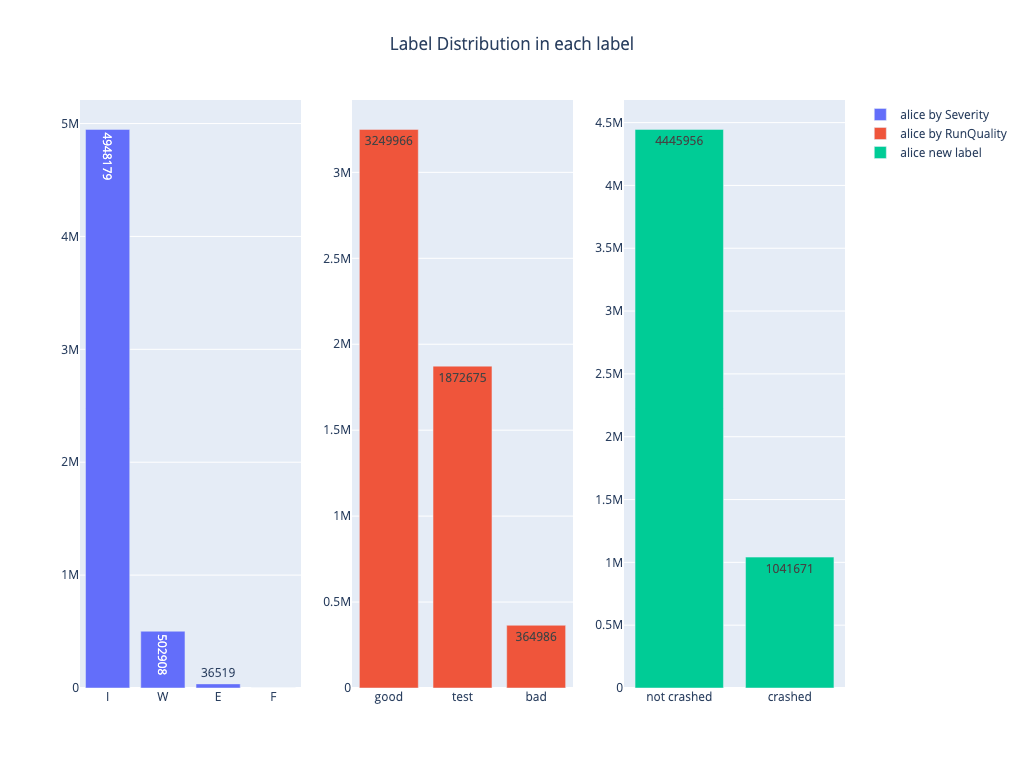 Label Distribution in each label
5M
4M
3M
2M
1M
0
4948179
502908
36519
I
W
E
F
3M
2.5M
2M
1.5M
1M
0.5M
0
3249966
1872675
364986
good
test
bad
4.5M
4M
3.5M
3M
2.5M
2M
1.5M
1M
0.5M
0
4445956
1041671
not crashed
crashed
alice by Severity
alice by RunQuality
alice new label